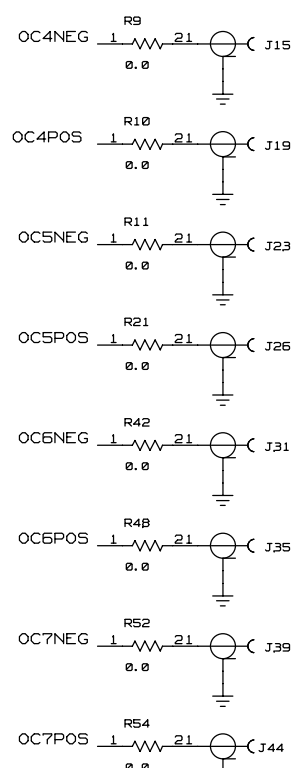 R9
OC4NEG 1 21 J15
0.0
R10
OC4POS 1 21 J19
0.0
R11
OC5NEG 1 21 J23
0.0
R21
OC5POS 1 21 J26
0.0
R42
OC6NEG 1 21 J31
0.0
R48
OC6POS 1 21 J35
0.0
R52
OC7NEG 1 21 J39
0.0
R54
OC7POS 1 21 J44
0.0